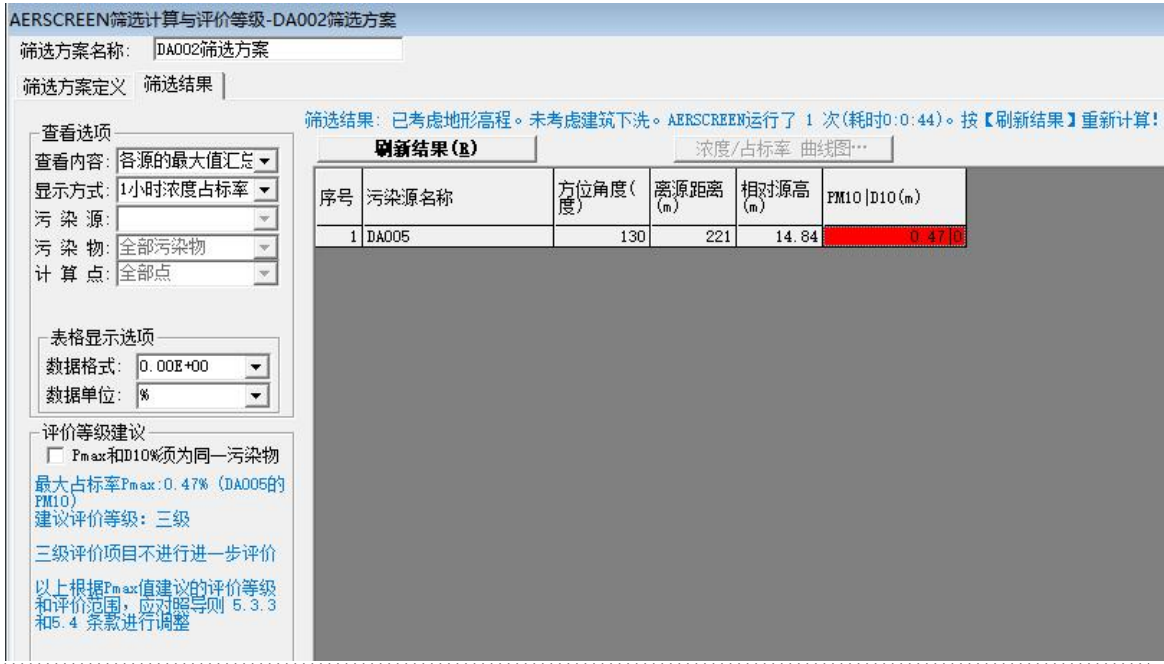 AERSCREEN筛选计算与评价等级-DA002筛选方案
筛选方案名称: DA002筛选方案
筛选方案定义 筛选结果
筛选结果: 已考虑地形高程。未考虑建筑下洗。AERSCREEN运行了 1 次(耗时0:0:44)。按【刷新结果】重新计算!
查看选项
查看内容: 各源的最大值汇总
显示方式: 1小时浓度占标率
污 染 源:
污 染 物: 全部污染物
计 算 点: 全部点
刷新结果(R) 浓度/占标率 曲线图…
序号 污染源名称 方位角度(度) 离源距离(m) 相对源高(m) PM10|D10(m)
1 DA005 130 221 14.84 0.47|0
表格显示选项
数据格式: 0.00E+00
数据单位: %
评价等级建议
Pmax和D10%须为同一污染物
最大占标率Pmax:0.47% (DA005的
PM10)
建议评价等级: 三级
三级评价项目不进行进一步评价
以上根据Pmax值建议的评价等级
和评价范围, 应对照导则 5.3.3
和5.4 条款进行调整